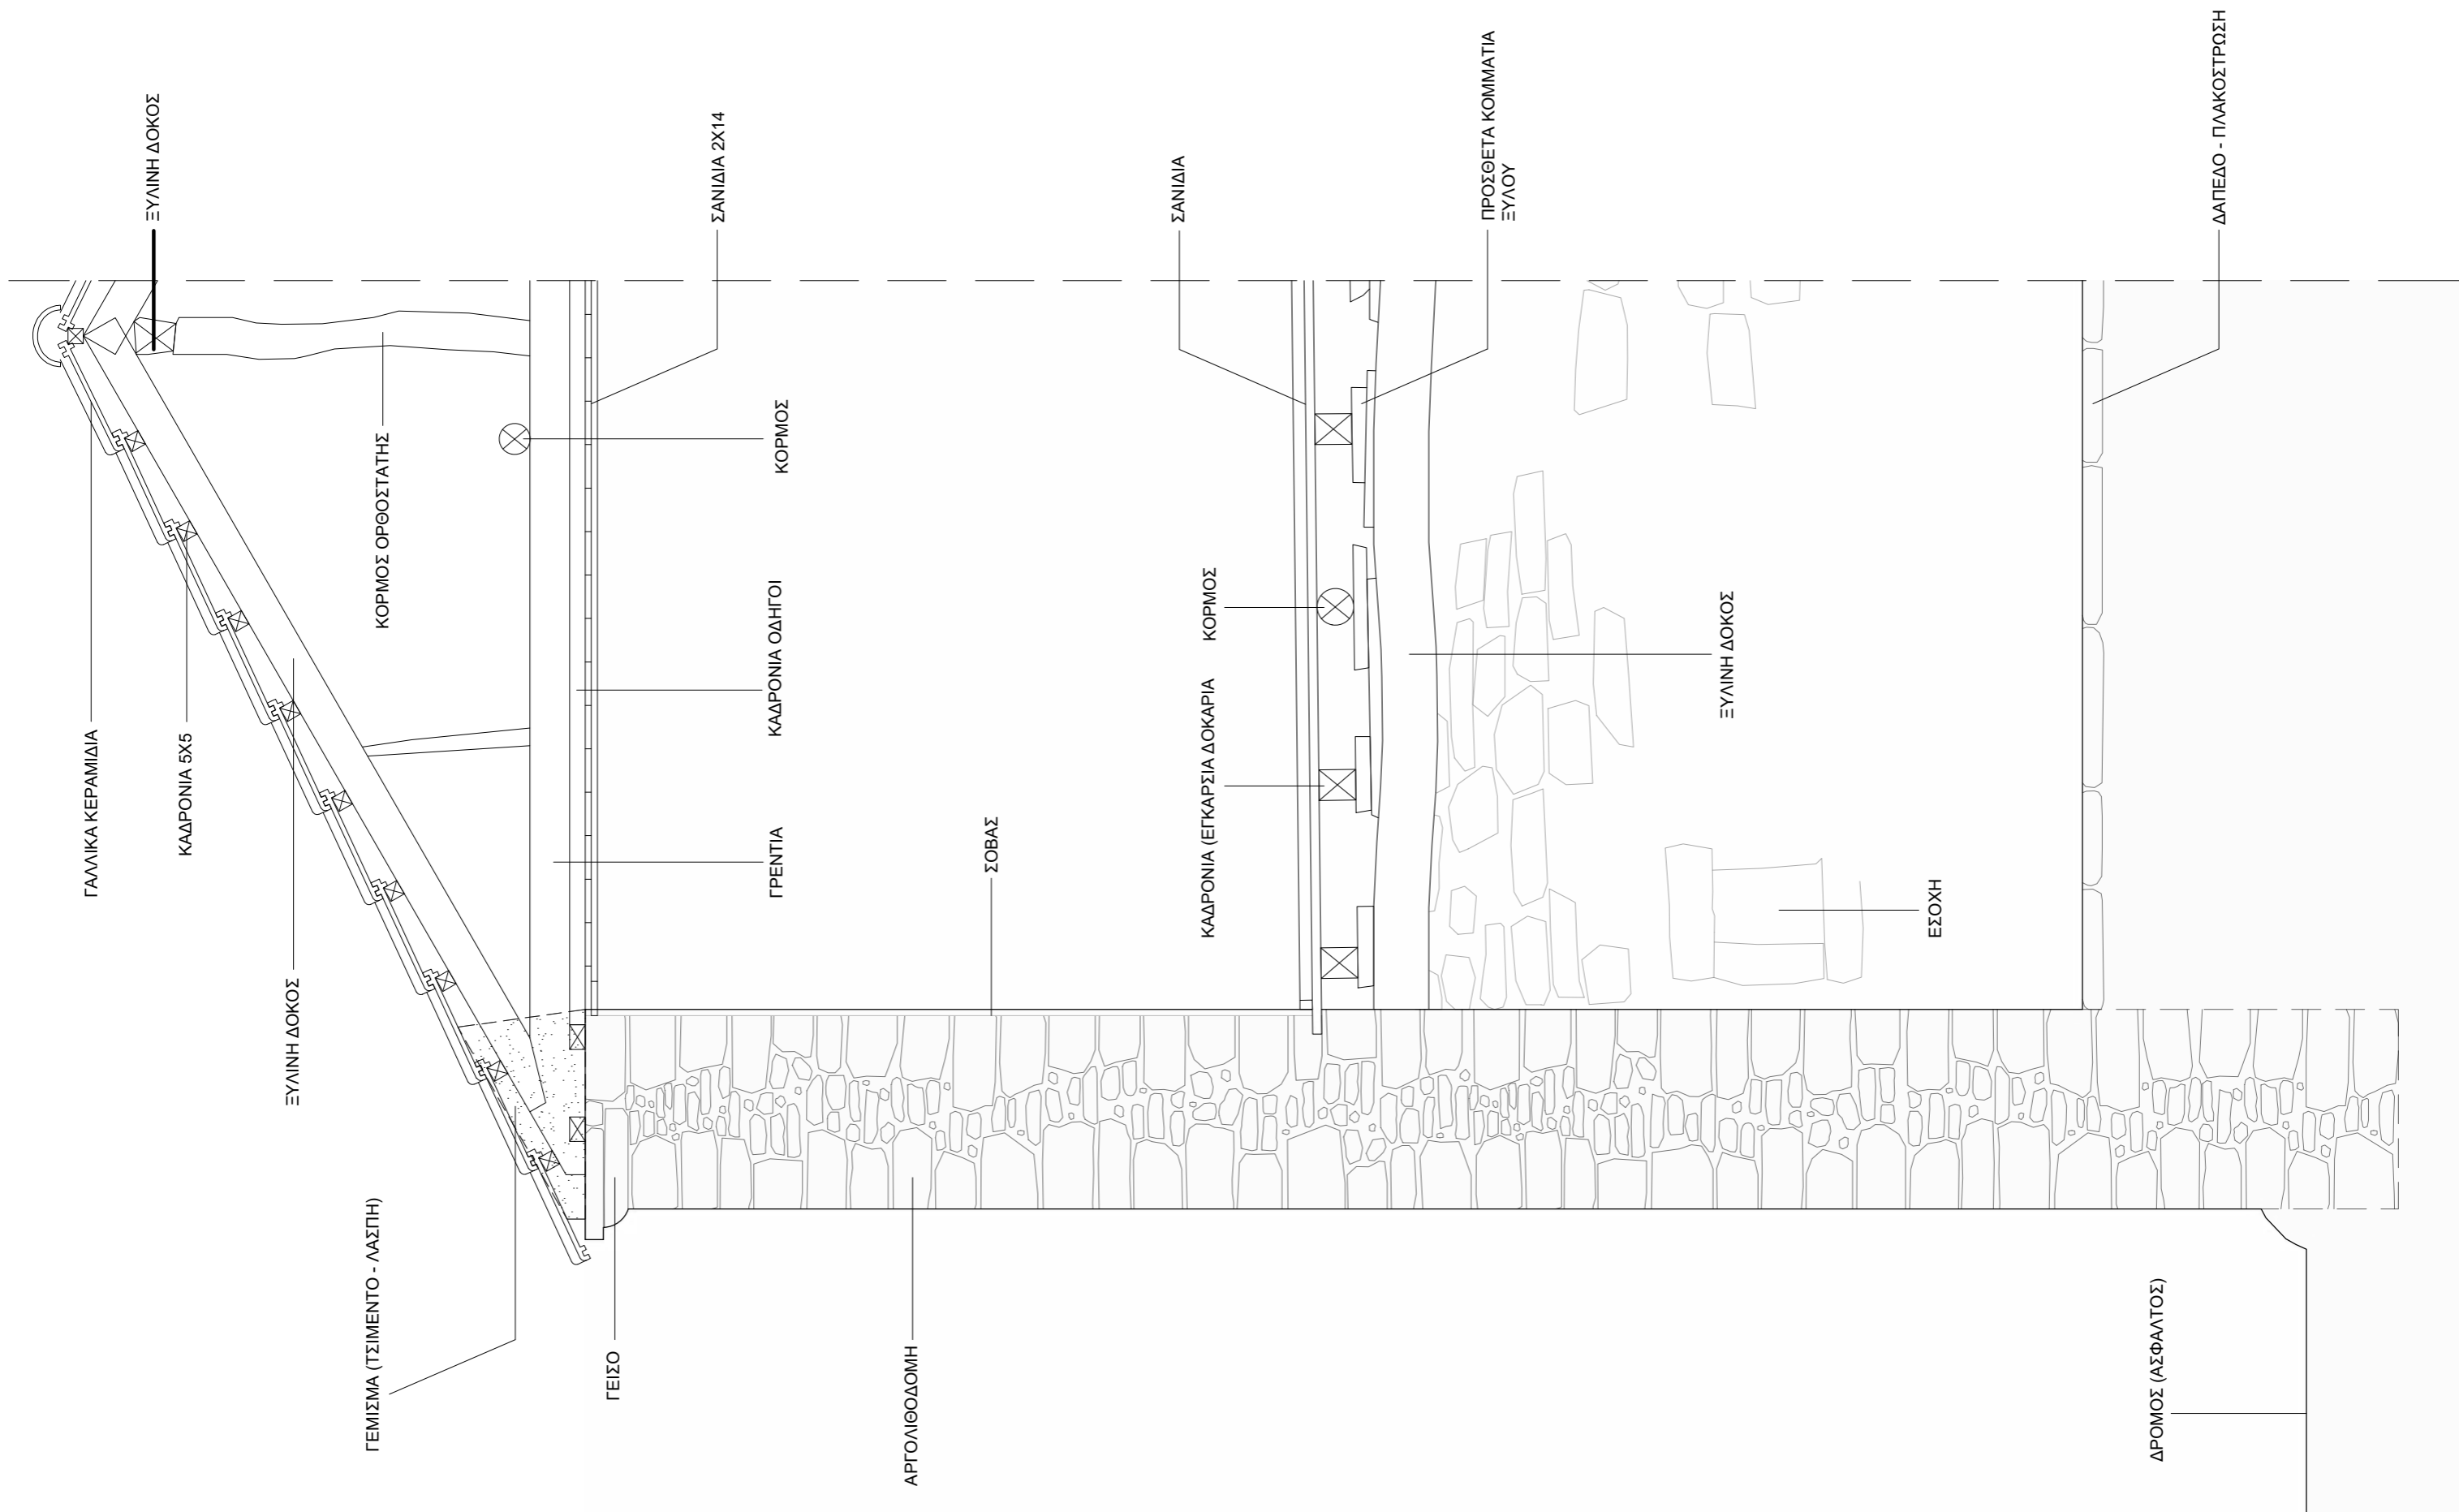 ΞΥΛΙΝΗ ΔΟΚΟΣ
ΣΑΝΙΔΙΑ 2Χ14
ΣΑΝΙΔΙΑ
ΠΡΟΣΘΕΤΑ ΚΟΜΜΑΤΙΑ
ΞΥΛΟΥ
ΔΑΠΕΔΟ - ΠΛΑΚΟΣΤΡΩΣΗ
ΚΟΡΜΟΣ ΟΡΘΟΣΤΑΤΗΣ
ΚΟΡΜΟΣ
ΚΑΔΡΟΝΙΑ ΟΔΗΓΟΙ
ΚΟΡΜΟΣ
ΞΥΛΙΝΗ ΔΟΚΟΣ
ΓΑΛΛΙΚΑ ΚΕΡΑΜΙΔΙΑ
ΚΑΔΡΟΝΙΑ 5Χ5
ΓΡΕΝΤΙΑ
ΣΟΒΑΣ
ΚΑΔΡΟΝΙΑ (ΕΓΚΑΡΣΙΑ ΔΟΚΑΡΙΑ
ΕΣΟΧΗ
ΞΥΛΙΝΗ ΔΟΚΟΣ
ΓΕΜΙΣΜΑ (ΤΣΙΜΕΝΤΟ - ΛΑΣΠΗ)
ΓΕΙΣΟ
ΑΡΓΟΛΙΘΟΔΟΜΗ
ΔΡΟΜΟΣ (ΑΣΦΑΛΤΟΣ)